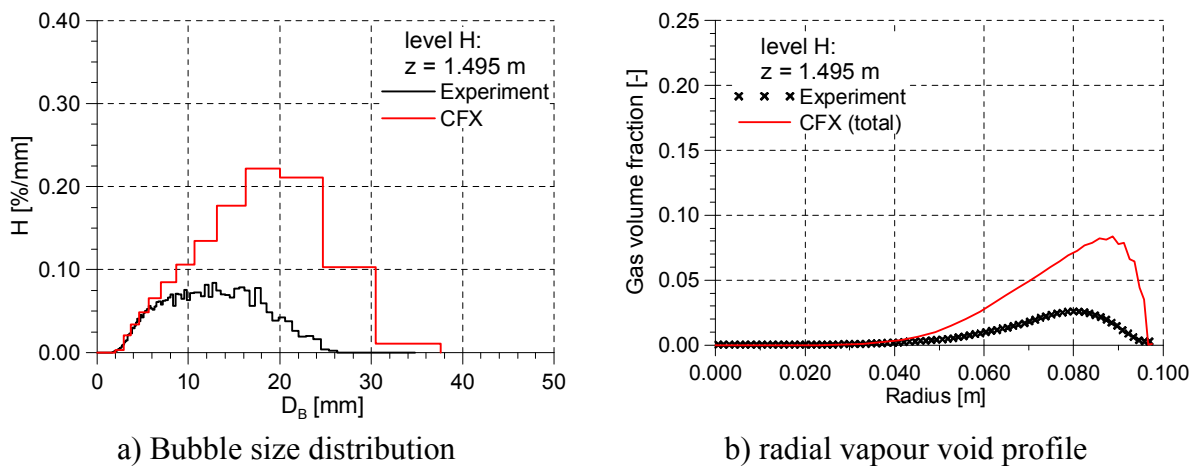 0.40
0.30
0.20
0.10
0.00
H [%/mm]
level H:
z = 1.495 m
Experiment
CFX
0 10 20 30 40 50
D_B [mm]
a) Bubble size distribution
0.25
0.20
0.15
0.10
0.05
0.00
Gas volume fraction [-]
level H:
z = 1.495 m
Experiment
CFX (total)
0.000 0.020 0.040 0.060 0.080 0.100
Radius [m]
b) radial vapour void profile